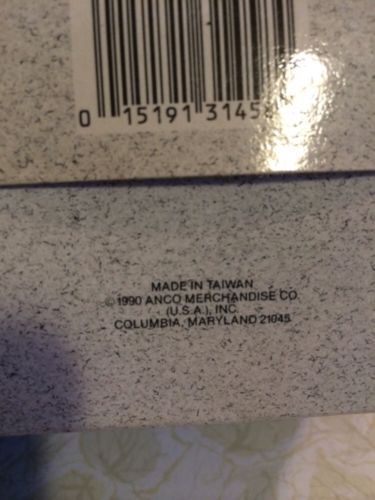 0 15191 3145
MADE IN TAIWAN
© 1990 ANCO MERCHANDISE CO.
(U.S.A.), INC.
COLUMBIA, MARYLAND 21045